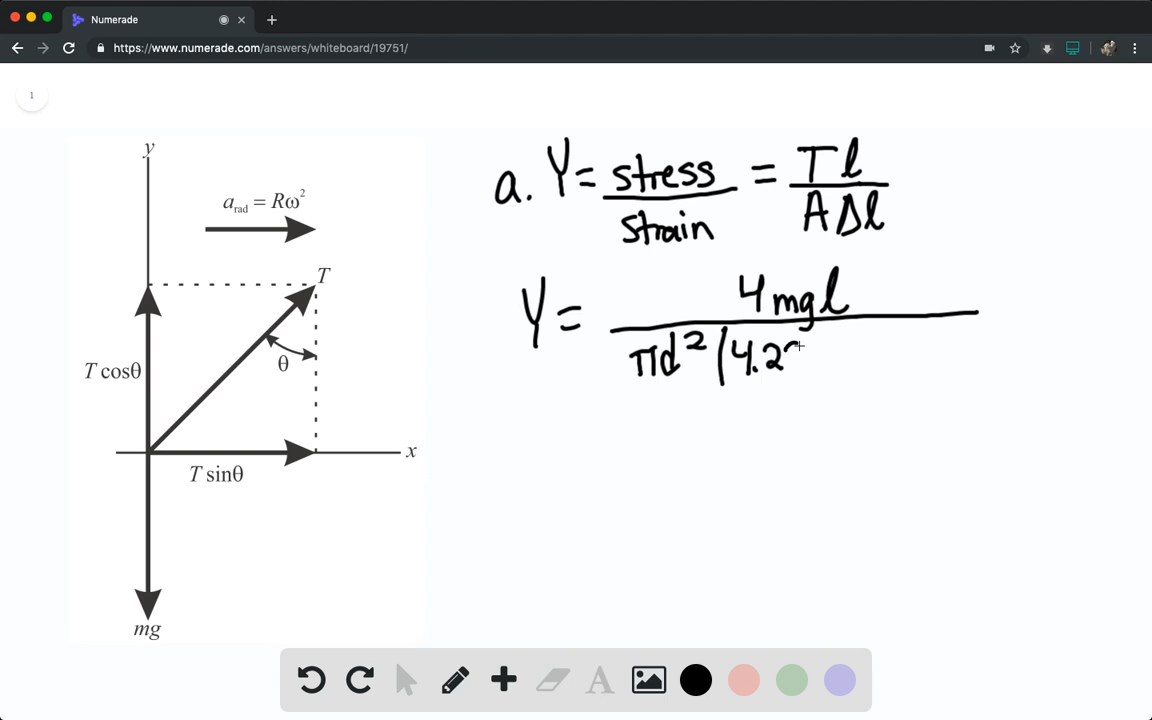 Numerade
https://www.numerade.com/answers/whiteboard/19751/
1
y
a_rad = Rω²
T
θ
T cosθ
x
T sinθ
mg
a. Y = stress / strain = Tl / AΔl
Y = 4mgl / πd²(4.2
A